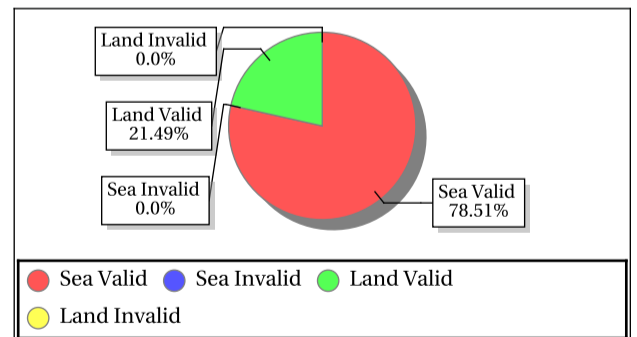 Land Invalid
0.0%
Land Valid
21.49%
Sea Invalid
0.0%
Sea Valid
78.51%
Sea Valid Sea Invalid Land Valid
Land Invalid